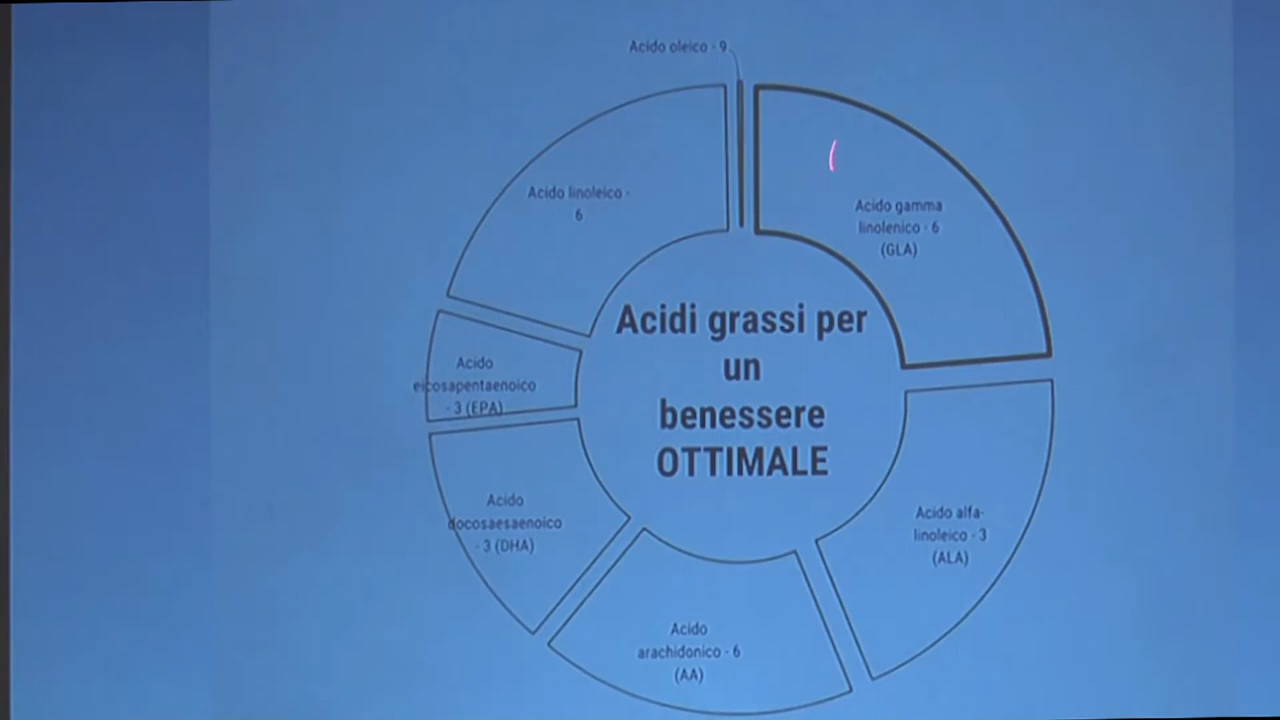 Acido oleico - 9
Acido linoleico -
6
Acido gamma
linolenico - 6
(GLA)
Acidi grassi per
un
benessere
OTTIMALE
Acido
eicosapentaenoico
- 3 (EPA)
Acido
docosaesaenoico
- 3 (DHA)
Acido alfa-
linoleico - 3
(ALA)
Acido
arachidonico - 6
(AA)